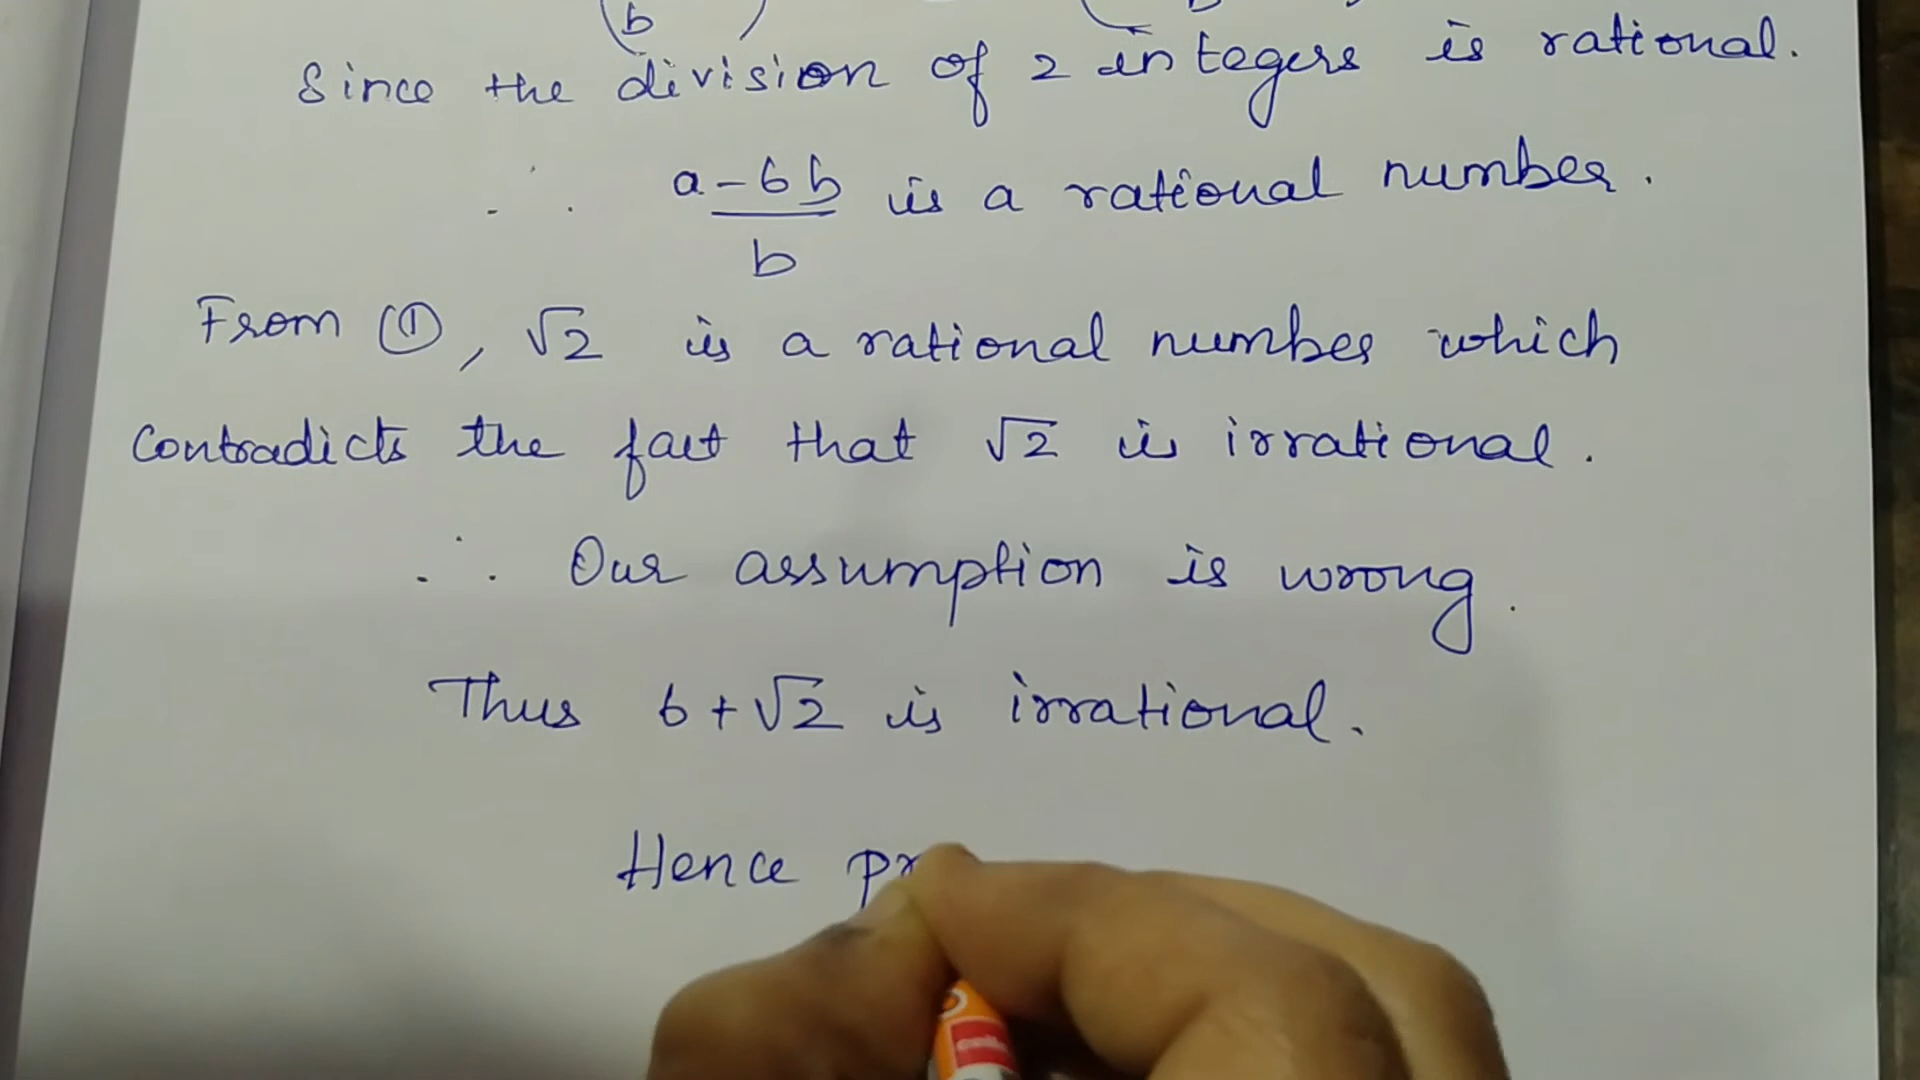 b
Since the division of 2 integers is rational.
∴ a-6b/b is a rational number.
From ①, √2 is a rational number which
contradicts the fact that √2 is irrational.
∴ Our assumption is wrong.
Thus 6+√2 is irrational.
Hence pr